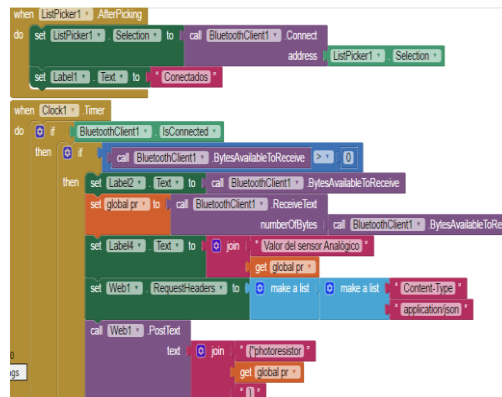 when ListPicker1 .AfterPicking
do set ListPicker1 . Selection to call BluetoothClient1 .Connect
address ListPicker1 . Selection
set Label1 . Text to " Conectados "
when Clock1 .Timer
do if BluetoothClient1 . IsConnected
then if call BluetoothClient1 .BytesAvailableToReceive > 0
then set Label2 . Text to call BluetoothClient1 .BytesAvailableToReceive
set global pr to call BluetoothClient1 .ReceiveText
numberOfBytes call BluetoothClient1 .BytesAvailableToRe
set Label4 . Text to join " Valor del sensor Analógico "
get global pr
set Web1 . RequestHeaders to make a list make a list " Content-Type "
" application/json "
call Web1 .PostText
text join " {"photoresistor "
0
get global pr
gs
" }} "